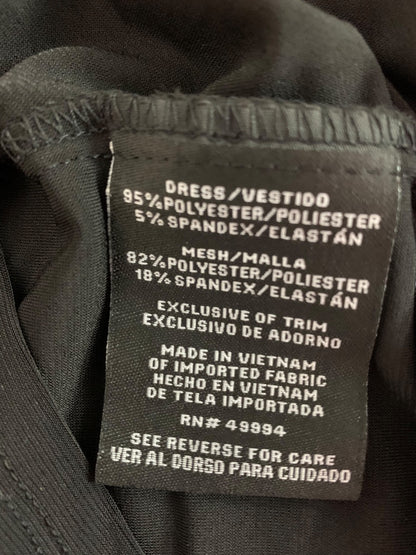 DRESS/VESTIDO
95%POLYESTER/POLIESTER
5% SPANDEX/ELASTÁN
MESH/MALLA
82%POLYESTER/POLIESTER
18% SPANDEX/ELASTÁN
EXCLUSIVE OF TRIM
EXCLUSIVO DE ADORNO
MADE IN VIETNAM
OF IMPORTED FABRIC
HECHO EN VIETNAM
DE TELA IMPORTADA
RN# 49994
SEE REVERSE FOR CARE
VER AL DORSO PARA CUIDADO